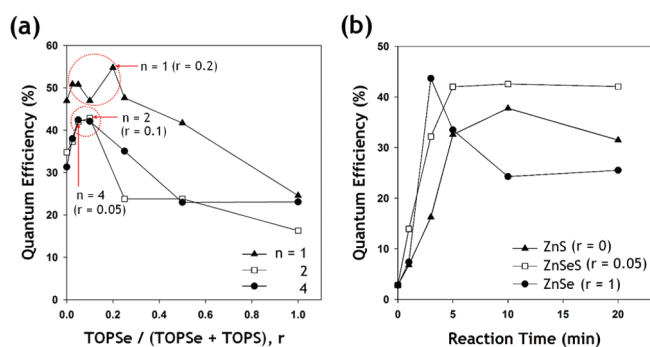 (a)
60
50
40
30
20
10
0
0.0 0.2 0.4 0.6 0.8 1.0
Quantum Efficiency (%)
TOPSe / (TOPSe + TOPS), r
n = 1 (r = 0.2)
n = 2
(r = 0.1)
n = 4
(r = 0.05)
n = 1
2
4
(b)
50
40
30
20
10
0
0 5 10 15 20
Quantum Efficiency (%)
Reaction Time (min)
ZnS (r = 0)
ZnSeS (r = 0.05)
ZnSe (r = 1)